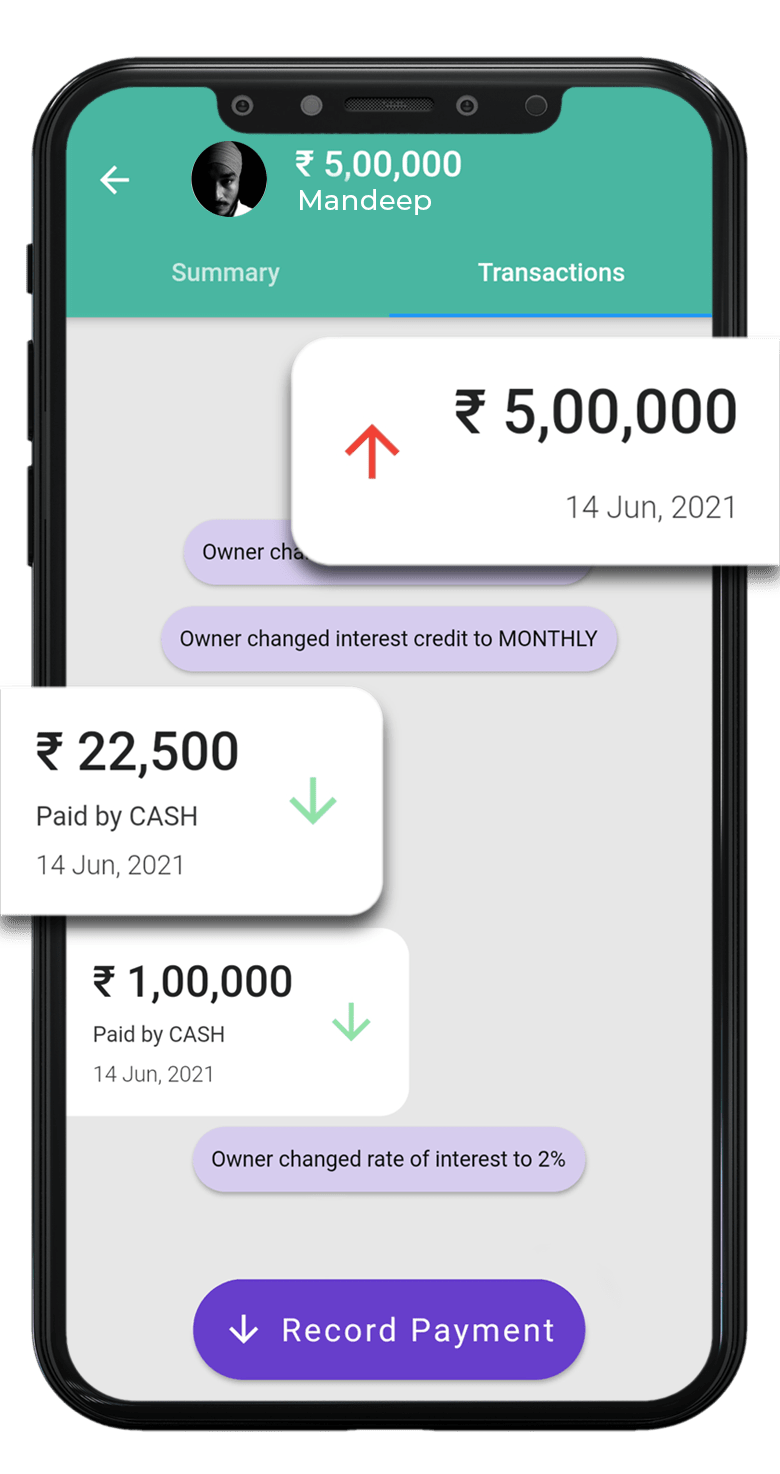 ₹ 5,00,000
Mandeep
Summary
Transactions
₹ 5,00,000
14 Jun, 2021
Owner
Owner changed interest credit to MONTHLY
₹ 22,500
Paid by CASH
14 Jun, 2021
₹ 1,00,000
Paid by CASH
14 Jun, 2021
Owner changed rate of interest to 2%
Record Payment